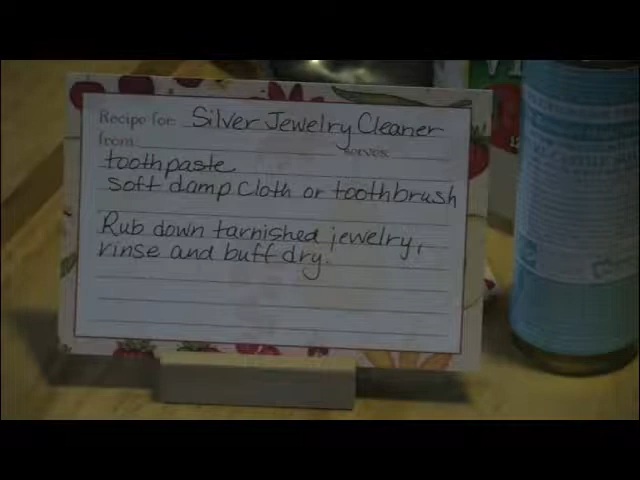 Recipe for: Silver Jewelry Cleaner
from: serves:
toothpaste
soft damp cloth or toothbrush
Rub down tarnished jewelry,
rinse and buff dry.